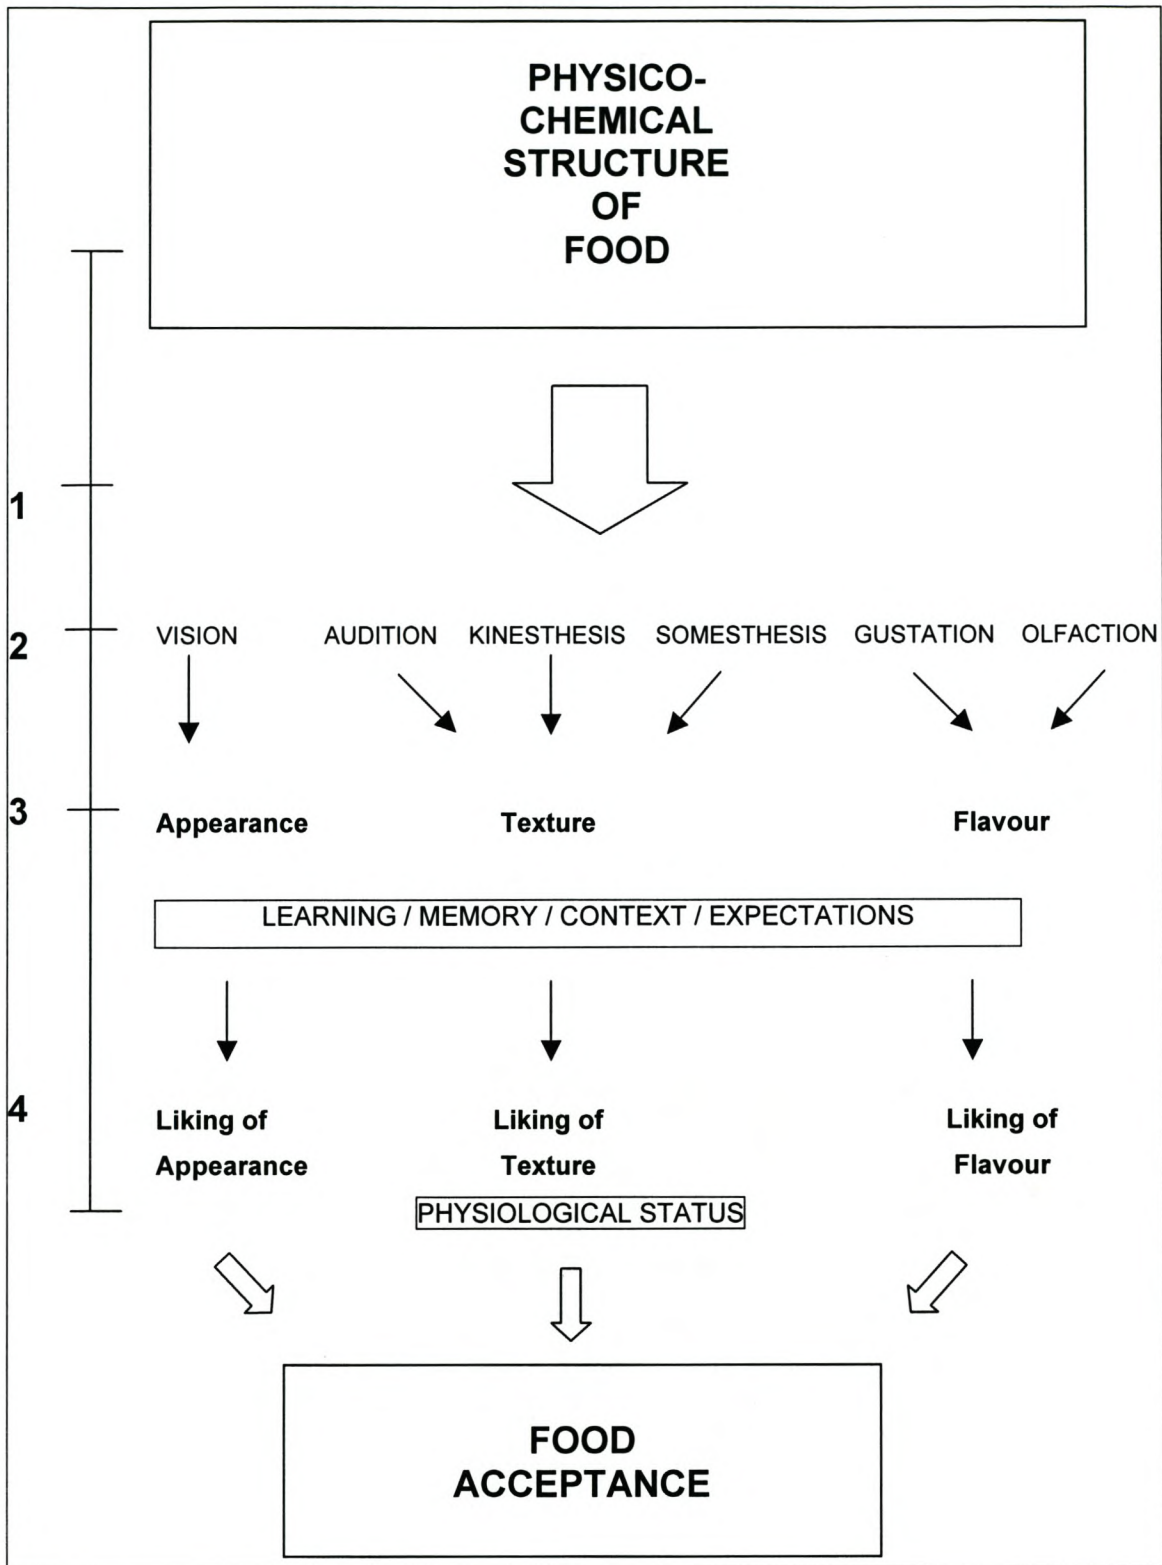 PHYSICO-
CHEMICAL
STRUCTURE
OF
FOOD
1
2
VISION AUDITION KINESTHESIS SOMESTHESIS GUSTATION OLFACTION
3
Appearance Texture Flavour
LEARNING / MEMORY / CONTEXT / EXPECTATIONS
4
Liking of Liking of Liking of
Appearance Texture Flavour
PHYSIOLOGICAL STATUS
FOOD
ACCEPTANCE